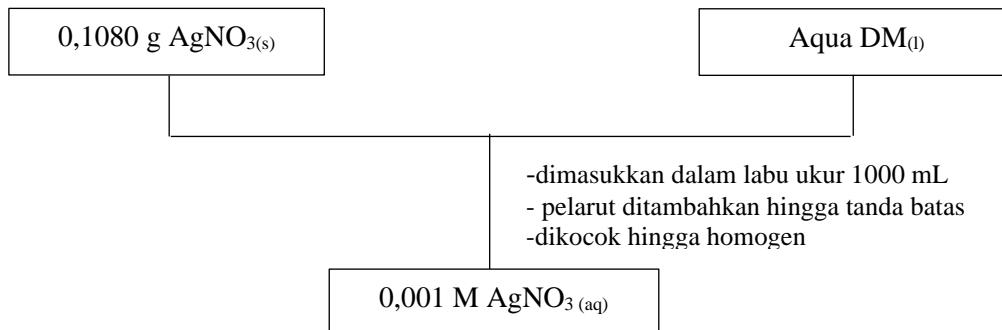 0,1080 g AgNO3(s)
Aqua DM(l)
-dimasukkan dalam labu ukur 1000 mL
- pelarut ditambahkan hingga tanda batas
-dikocok hingga homogen
0,001 M AgNO3 (aq)